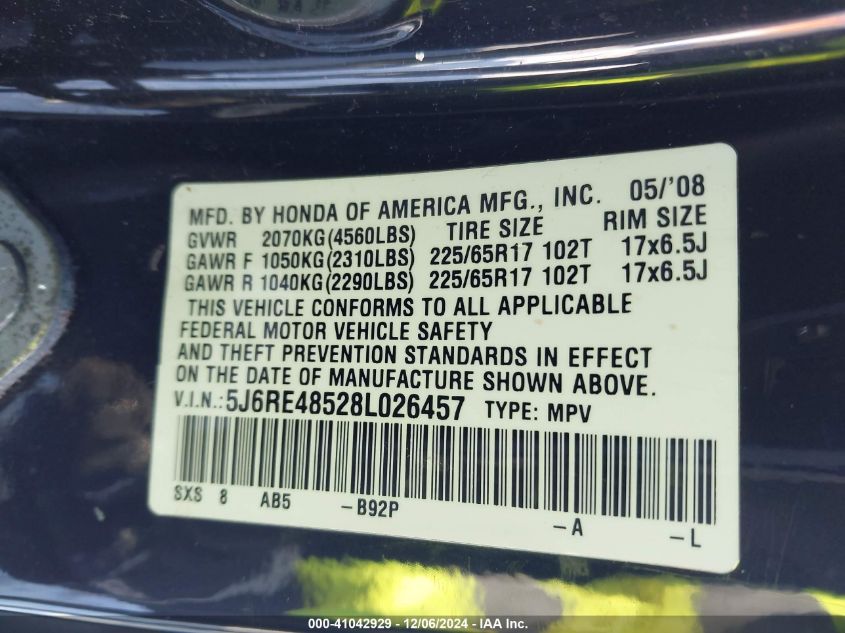 MFD. BY HONDA OF AMERICA MFG., INC. 05/'08
GVWR 2070KG(4560LBS) TIRE SIZE RIM SIZE
GAWR F 1050KG(2310LBS) 225/65R17 102T 17x6.5J
GAWR R 1040KG(2290LBS) 225/65R17 102T 17x6.5J
THIS VEHICLE CONFORMS TO ALL APPLICABLE
FEDERAL MOTOR VEHICLE SAFETY
AND THEFT PREVENTION STANDARDS IN EFFECT
ON THE DATE OF MANUFACTURE SHOWN ABOVE.
V.I.N.:5J6RE48528L026457 TYPE: MPV
SXS 8 AB5 -B92P -A -L
000-41042929 - 12/06/2024 - IAA Inc.